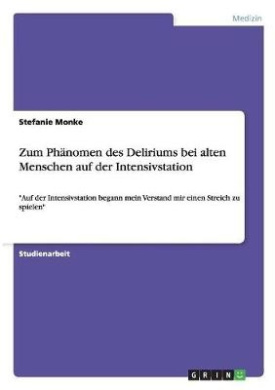 Medizin
Stefanie Monke
Zum Phänomen des Deliriums bei alten
Menschen auf der Intensivstation
"Auf der Intensivstation begann mein Verstand mir einen Streich zu
spielen"
Studienarbeit
GRIN